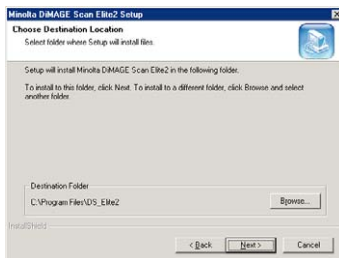 Minolta DiMAGE Scan Elite2 Setup
Choose Destination Location
Select folder where Setup will install files.
Setup will install Minolta DiMAGE Scan Elite2 in the following folder.
To install to this folder, click Next. To install to a different folder, click Browse and select
another folder.
Destination Folder
C:\Program Files\DS_Elite2
Browse...
InstallShield
< Back
Next >
Cancel